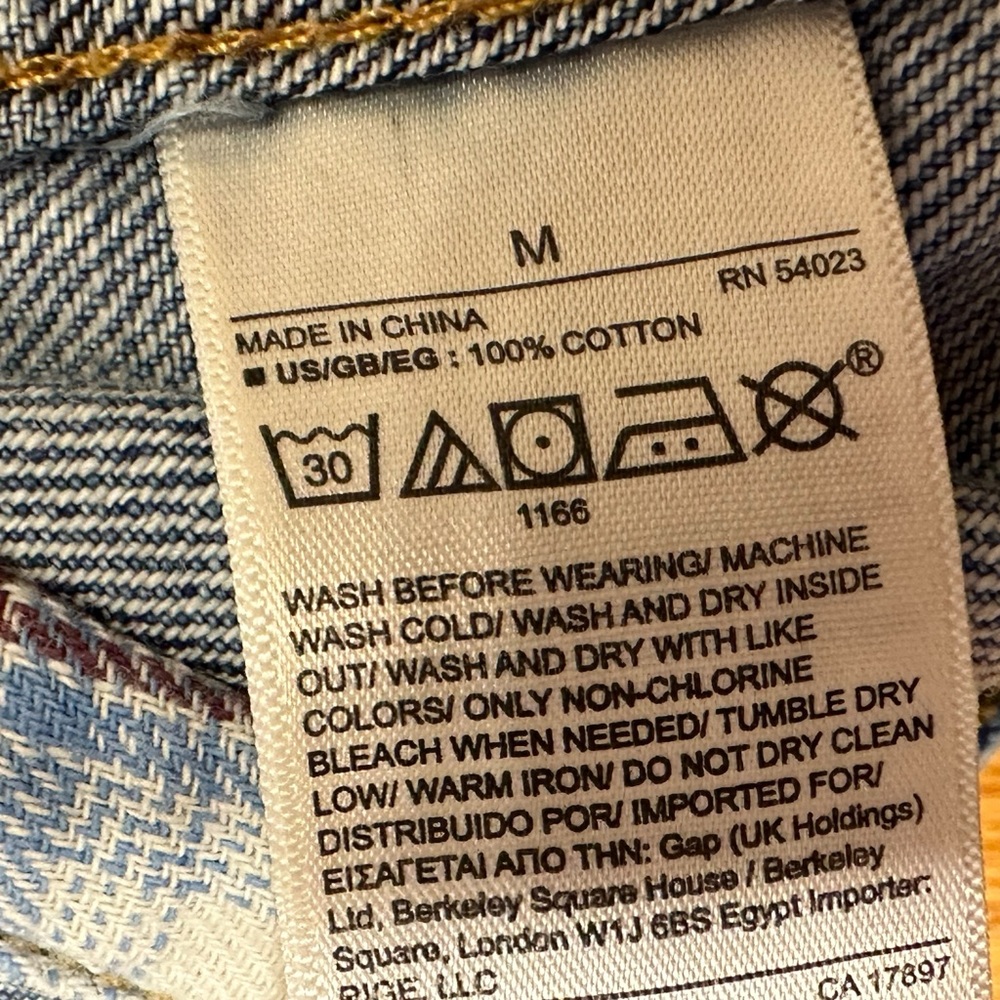 M
RN 54023
MADE IN CHINA
■ US/GB/EG : 100% COTTON
30
®
1166
WASH BEFORE WEARING/ MACHINE
WASH COLD/ WASH AND DRY INSIDE
OUT/ WASH AND DRY WITH LIKE
COLORS/ ONLY NON-CHLORINE
BLEACH WHEN NEEDED/ TUMBLE DRY
LOW/ WARM IRON/ DO NOT DRY CLEAN
DISTRIBUIDO POR/ IMPORTED FOR/
ΕΙΣΑΓΕΤΑΙ ΑΠΟ ΤΗΝ: Gap (UK Holdings)
Ltd, Berkeley Square House / Berkeley
Square, London W1J 6BS Egypt Importer:
RIGE, LLC
CA 17897